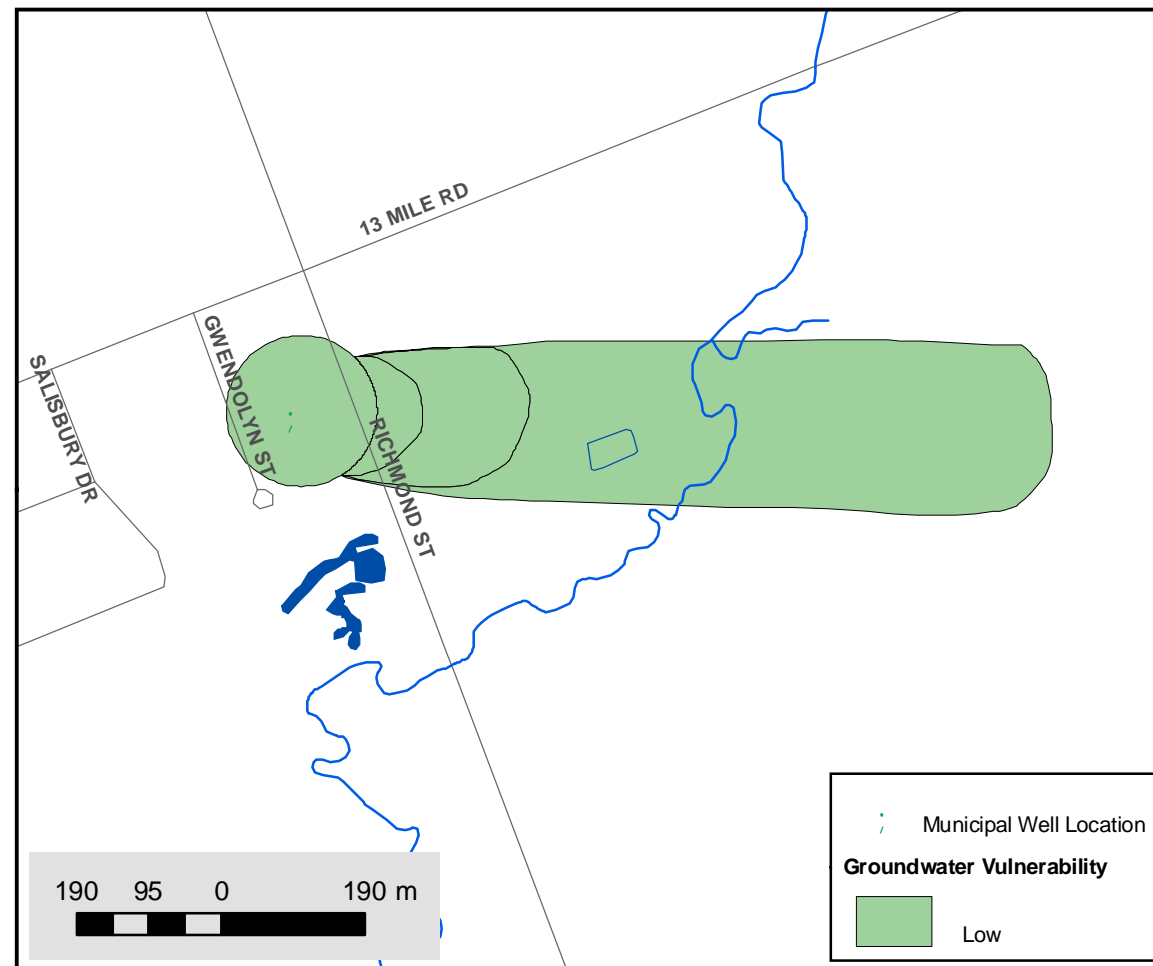 13 MILE RD
GWENDOLYN ST
SALISBURY DR
RICHMOND ST
Municipal Well Location
Groundwater Vulnerability
Low
190 95 0 190 m